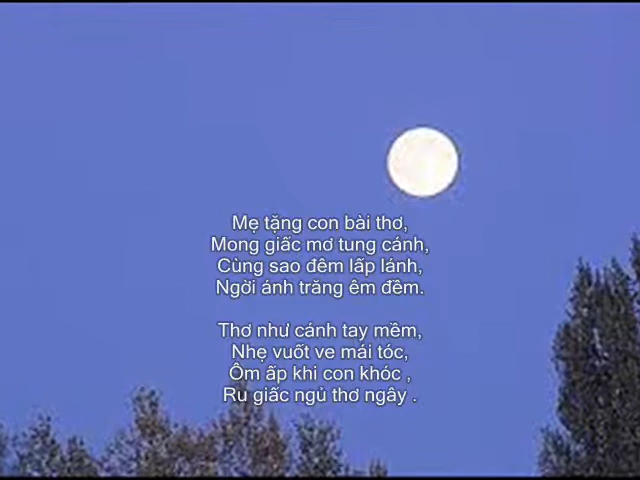 Mẹ tặng con bài thơ,
Mong giấc mơ tung cánh,
Cùng sao đêm lấp lánh,
Ngời ánh trăng êm đềm.

Thơ như cánh tay mềm,
Nhẹ vuốt ve mái tóc,
Ôm ấp khi con khóc ,
Ru giấc ngủ thơ ngây .